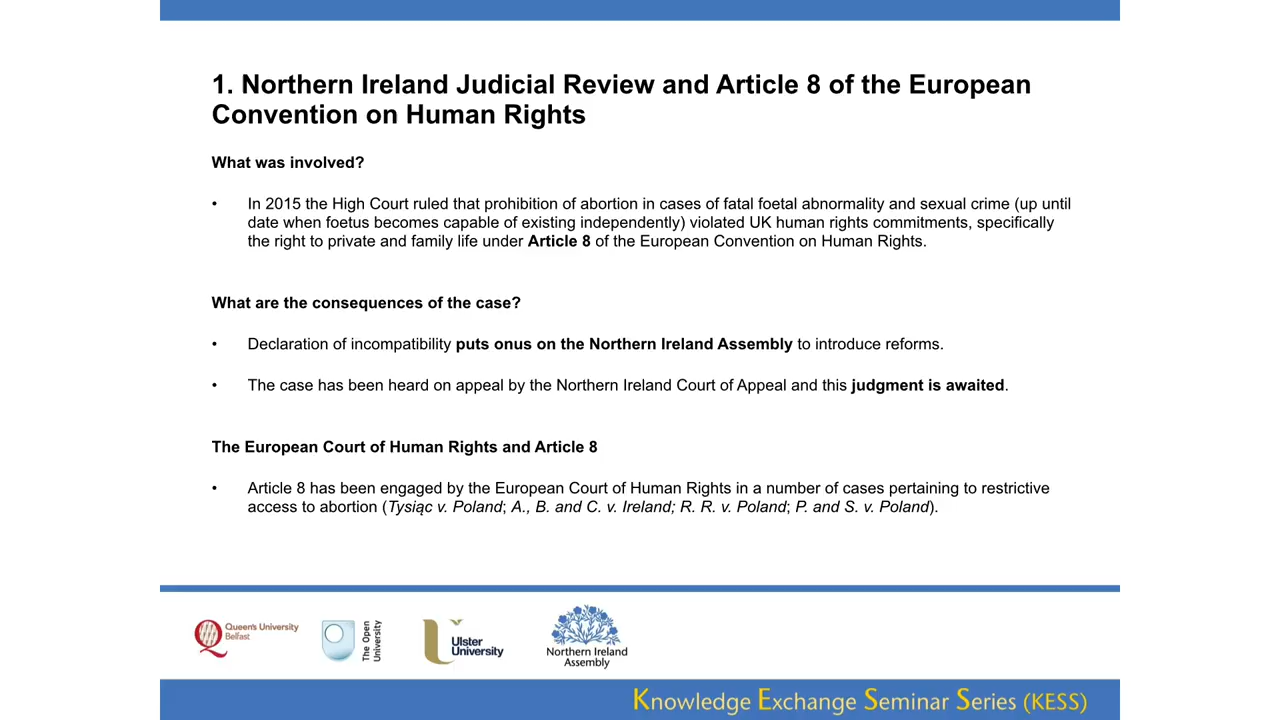 1. Northern Ireland Judicial Review and Article 8 of the European
Convention on Human Rights
What was involved?
• In 2015 the High Court ruled that prohibition of abortion in cases of fatal foetal abnormality and sexual crime (up until
date when foetus becomes capable of existing independently) violated UK human rights commitments, specifically
the right to private and family life under Article 8 of the European Convention on Human Rights.
What are the consequences of the case?
• Declaration of incompatibility puts onus on the Northern Ireland Assembly to introduce reforms.
• The case has been heard on appeal by the Northern Ireland Court of Appeal and this judgment is awaited.
The European Court of Human Rights and Article 8
• Article 8 has been engaged by the European Court of Human Rights in a number of cases pertaining to restrictive
access to abortion (Tysiąc v. Poland; A., B. and C. v. Ireland; R. R. v. Poland; P. and S. v. Poland).
Queen's University
Belfast
The Open
University
Ulster
University
Northern Ireland
Assembly
Knowledge Exchange Seminar Series (KESS)